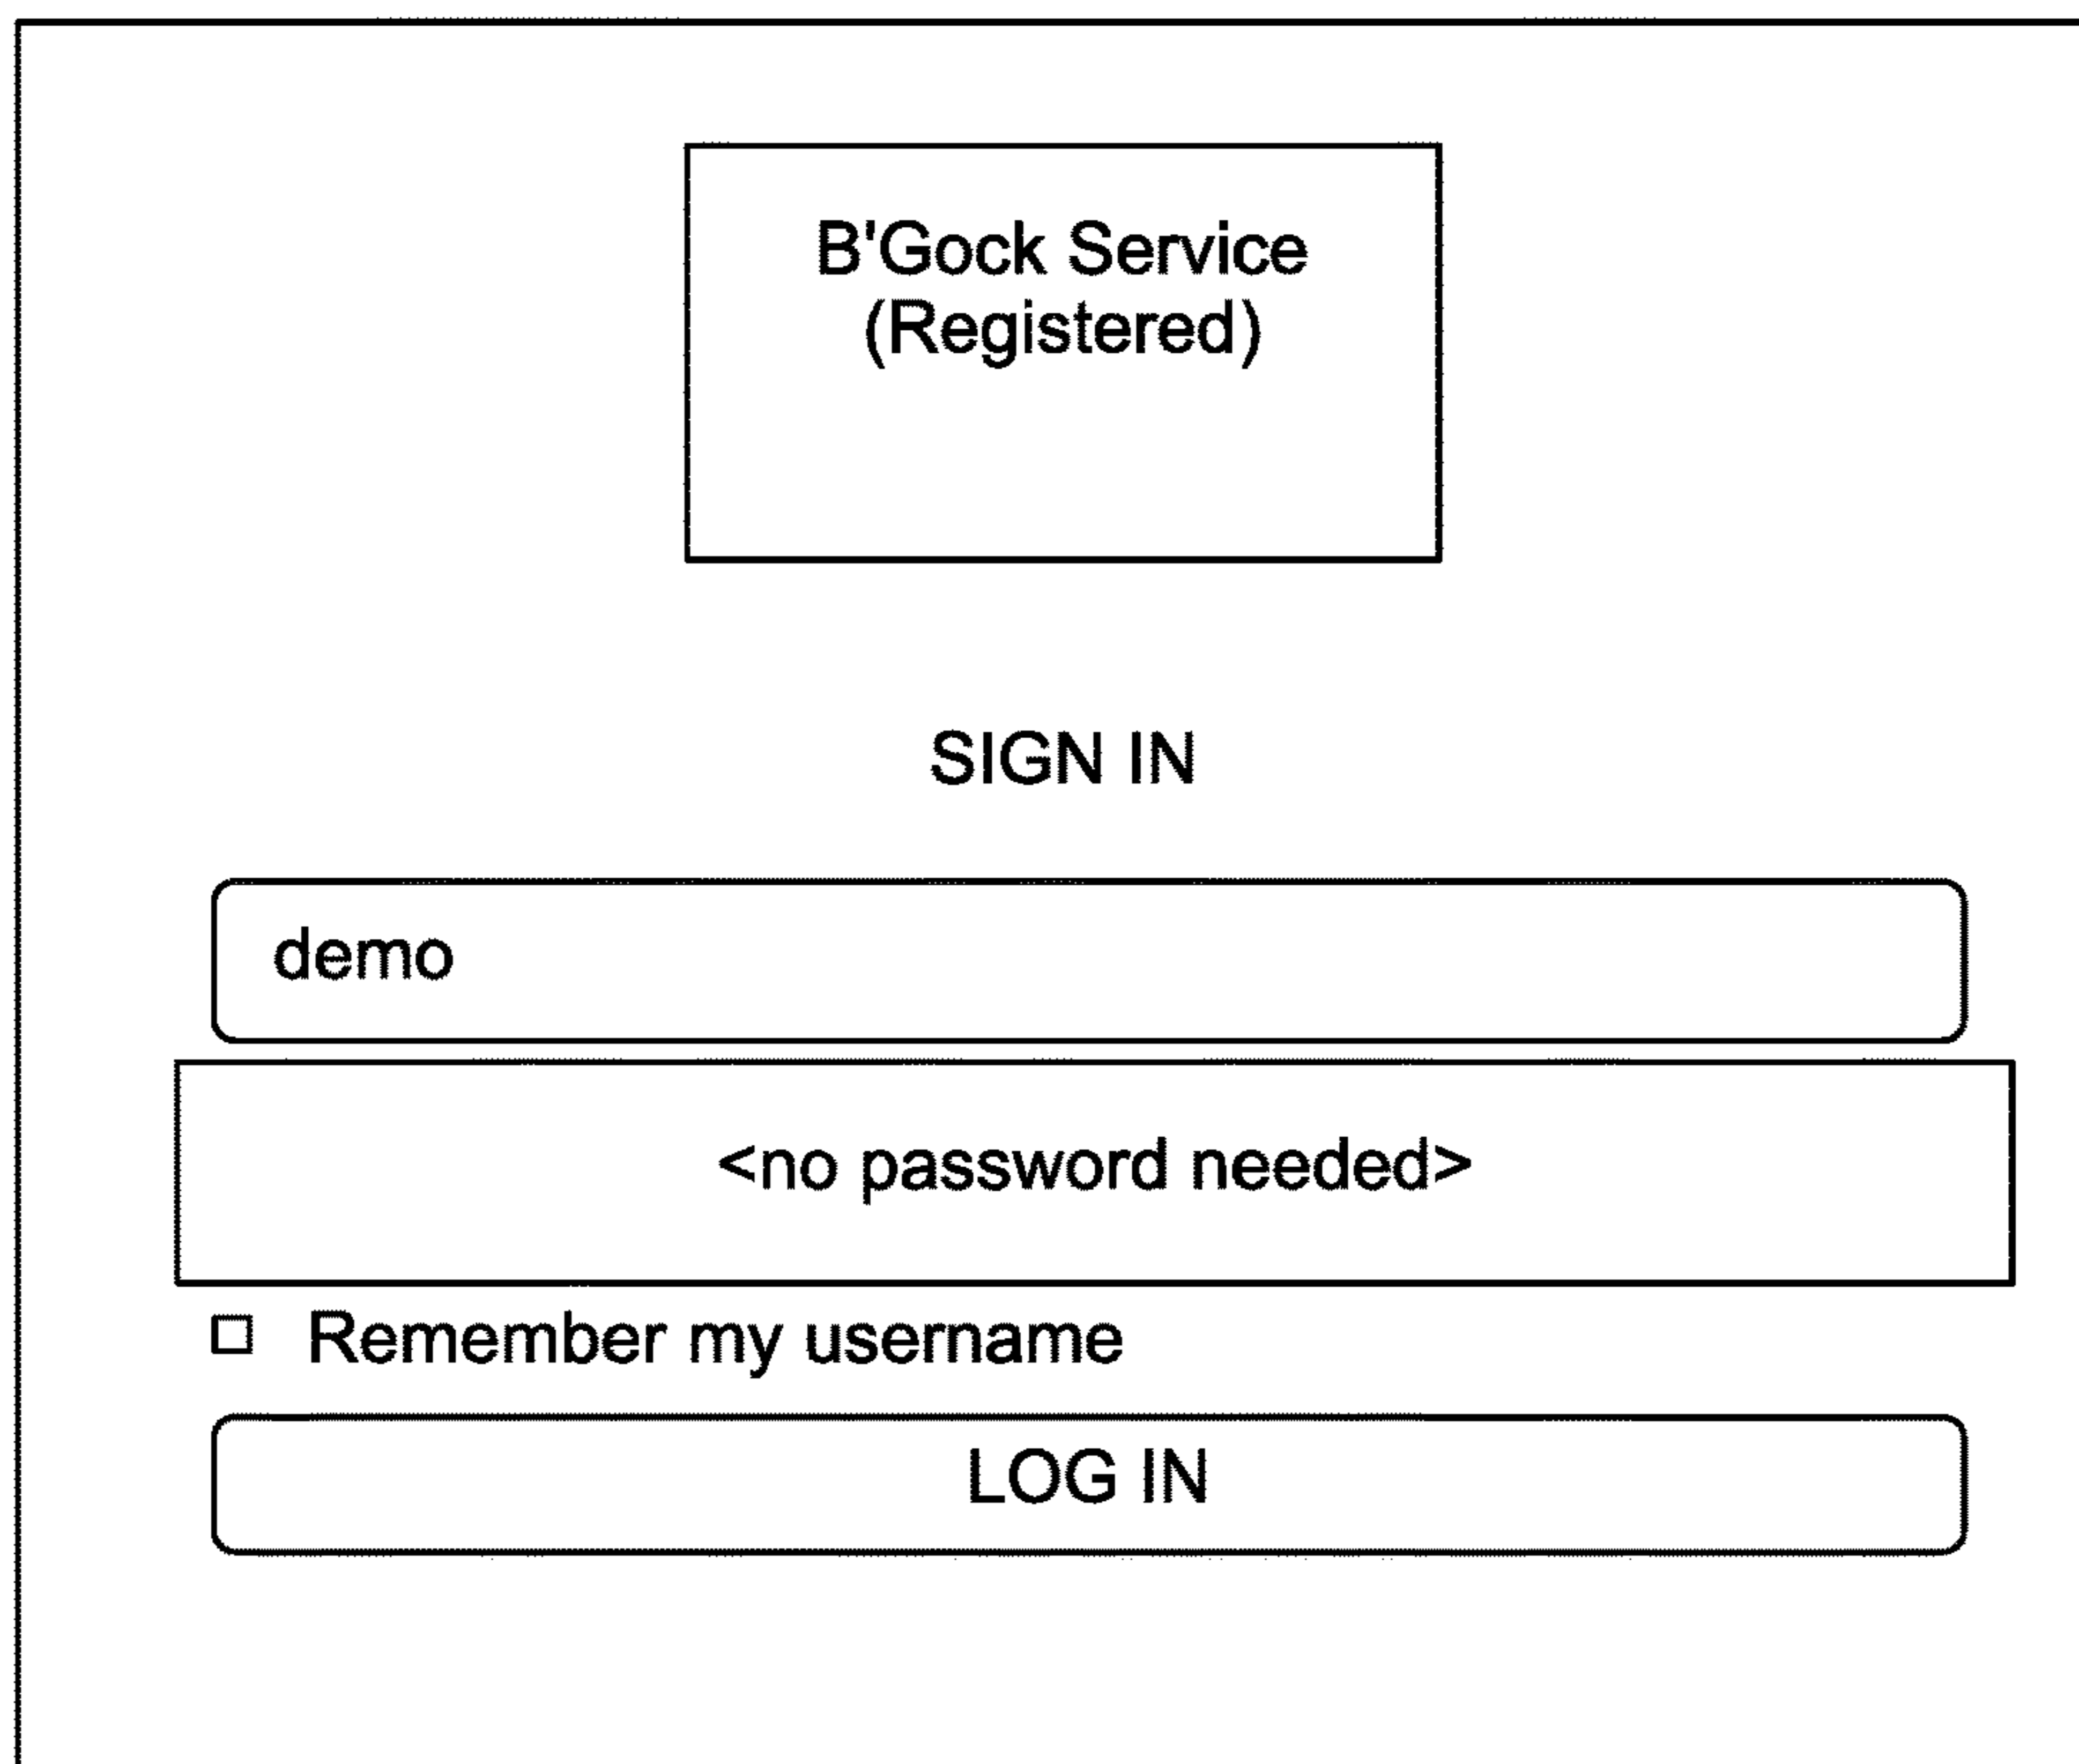 B'Gock Service
(Registered)
SIGN IN
demo
<no password needed>
Remember my username
LOG IN